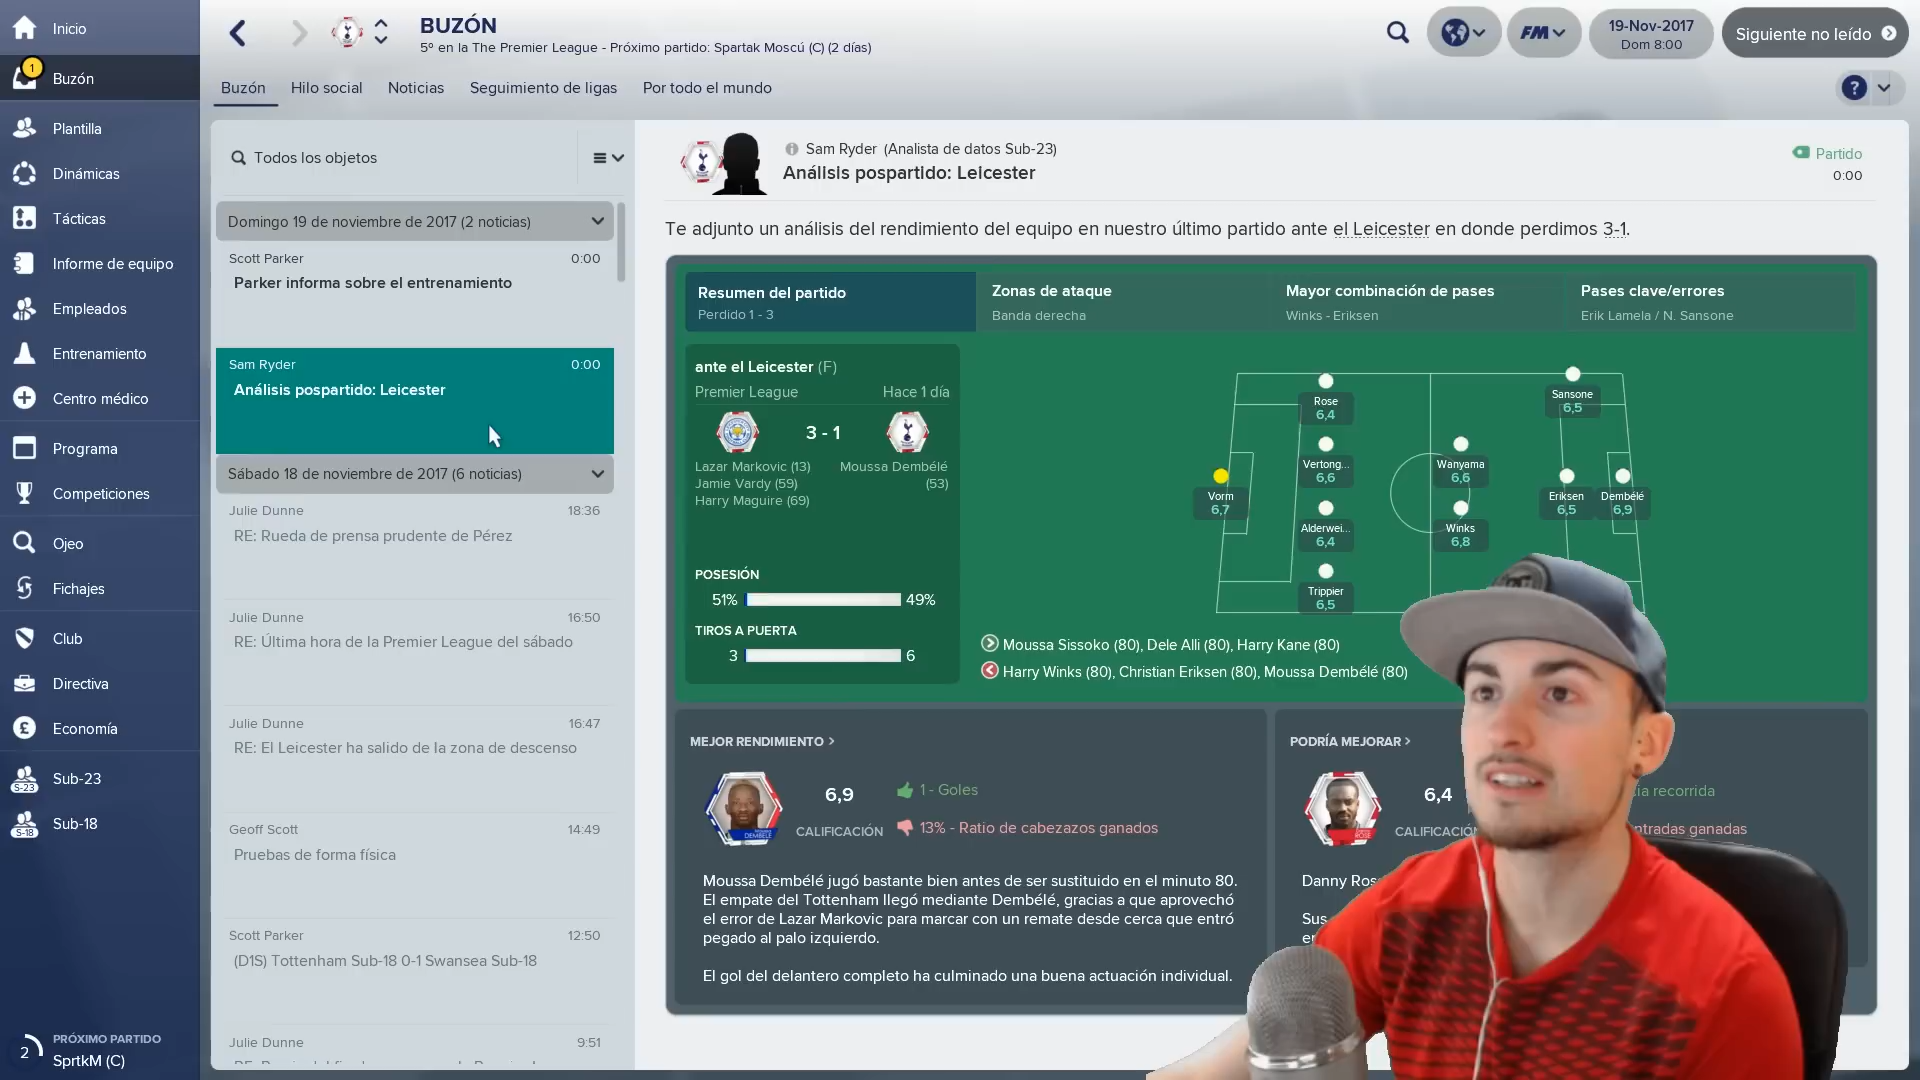 Inicio
1
Buzón
Plantilla
Dinámicas
Tácticas
Informe de equipo
Empleados
Entrenamiento
Centro médico
Programa
Competiciones
Ojeo
Fichajes
Club
Directiva
Economía
S-23
Sub-23
S-18
Sub-18
2
PRÓXIMO PARTIDO
SprtkM (C)
BUZÓN
5º en la The Premier League - Próximo partido: Spartak Moscú (C) (2 días)
FM
19-Nov-2017
Dom 8:00
Siguiente no leído
Buzón
Hilo social
Noticias
Seguimiento de ligas
Por todo el mundo
?
Todos los objetos
Domingo 19 de noviembre de 2017 (2 noticias)
Scott Parker 0:00
Parker informa sobre el entrenamiento
Sam Ryder 0:00
Análisis pospartido: Leicester
Sábado 18 de noviembre de 2017 (6 noticias)
Julie Dunne 18:36
RE: Rueda de prensa prudente de Pérez
Julie Dunne 16:50
RE: Última hora de la Premier League del sábado
Julie Dunne 16:47
RE: El Leicester ha salido de la zona de descenso
Geoff Scott 14:49
Pruebas de forma física
Scott Parker 12:50
(D1S) Tottenham Sub-18 0-1 Swansea Sub-18
Julie Dunne 9:51
Sam Ryder (Analista de datos Sub-23)
Análisis pospartido: Leicester
Partido
0:00
Te adjunto un análisis del rendimiento del equipo en nuestro último partido ante el Leicester en donde perdimos 3-1.
Resumen del partido
Perdido 1 - 3
Zonas de ataque
Banda derecha
Mayor combinación de pases
Winks - Eriksen
Pases clave/errores
Erik Lamela / N. Sansone
ante el Leicester (F)
Premier League Hace 1 día
3 - 1
Lazar Markovic (13)
Jamie Vardy (59)
Harry Maguire (69)
Moussa Dembélé
(53)
POSESIÓN
51% 49%
TIROS A PUERTA
3 6
Rose
6,4
Sansone
6,5
Vertong...
6,6
Wanyama
6,6
Vorm
6,7
Eriksen
6,5
Dembélé
6,9
Alderwei...
6,4
Winks
6,8
Trippier
6,5
Moussa Sissoko (80), Dele Alli (80), Harry Kane (80)
Harry Winks (80), Christian Eriksen (80), Moussa Dembélé (80)
MEJOR RENDIMIENTO >
DEMBÉLÉ
6,9
CALIFICACIÓN
1 - Goles
13% - Ratio de cabezazos ganados
Moussa Dembélé jugó bastante bien antes de ser sustituido en el minuto 80.
El empate del Tottenham llegó mediante Dembélé, gracias a que aprovechó
el error de Lazar Markovic para marcar con un remate desde cerca que entró
pegado al palo izquierdo.
El gol del delantero completo ha culminado una buena actuación individual.
PODRÍA MEJORAR >
ROSE
6,4
CALIFICACIÓN
recorrida
ntradas ganadas
Danny Ros
Sus